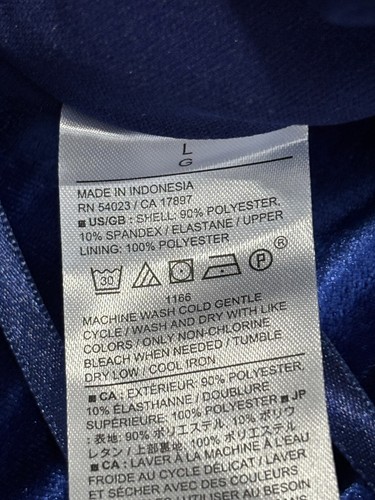 L
G
MADE IN INDONESIA
RN 54023 / CA 17897
■ US/GB : SHELL: 90% POLYESTER,
10% SPANDEX / ELASTANE / UPPER
LINING: 100% POLYESTER
30 P ®
1166
MACHINE WASH COLD GENTLE
CYCLE / WASH AND DRY WITH LIKE
COLORS / ONLY NON-CHLORINE
BLEACH WHEN NEEDED / TUMBLE
DRY LOW / COOL IRON
■ CA : EXTÉRIEUR: 90% POLYESTER,
10% ÉLASTHANNE / DOUBLURE
SUPÉRIEURE: 100% POLYESTER ■ JP
: 表地: 90% ポリエステル, 10% ポリウ
レタン / 上部裏地: 100% ポリエステル
■ CA : LAVER À LA MACHINE À L'EAU
FROIDE AU CYCLE DÉLICAT / LAVER
ET SÉCHER AVEC DES COULEURS